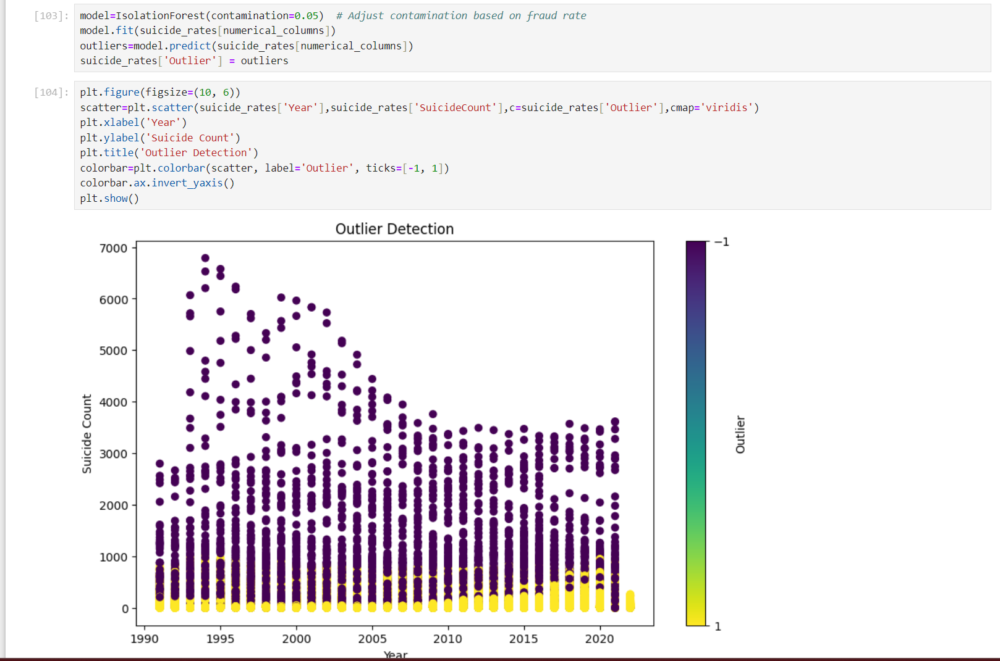 [103]: model=IsolationForest(contamination=0.05)  # Adjust contamination based on fraud rate
model.fit(suicide_rates[numerical_columns])
outliers=model.predict(suicide_rates[numerical_columns])
suicide_rates['Outlier'] = outliers
[104]: plt.figure(figsize=(10, 6))
scatter=plt.scatter(suicide_rates['Year'],suicide_rates['SuicideCount'],c=suicide_rates['Outlier'],cmap='viridis')
plt.xlabel('Year')
plt.ylabel('Suicide Count')
plt.title('Outlier Detection')
colorbar=plt.colorbar(scatter, label='Outlier', ticks=[-1, 1])
colorbar.ax.invert_yaxis()
plt.show()
Outlier Detection
7000
6000
5000
4000
3000
2000
1000
0
Suicide Count
1990 1995 2000 2005 2010 2015 2020
Year
−1
1
Outlier